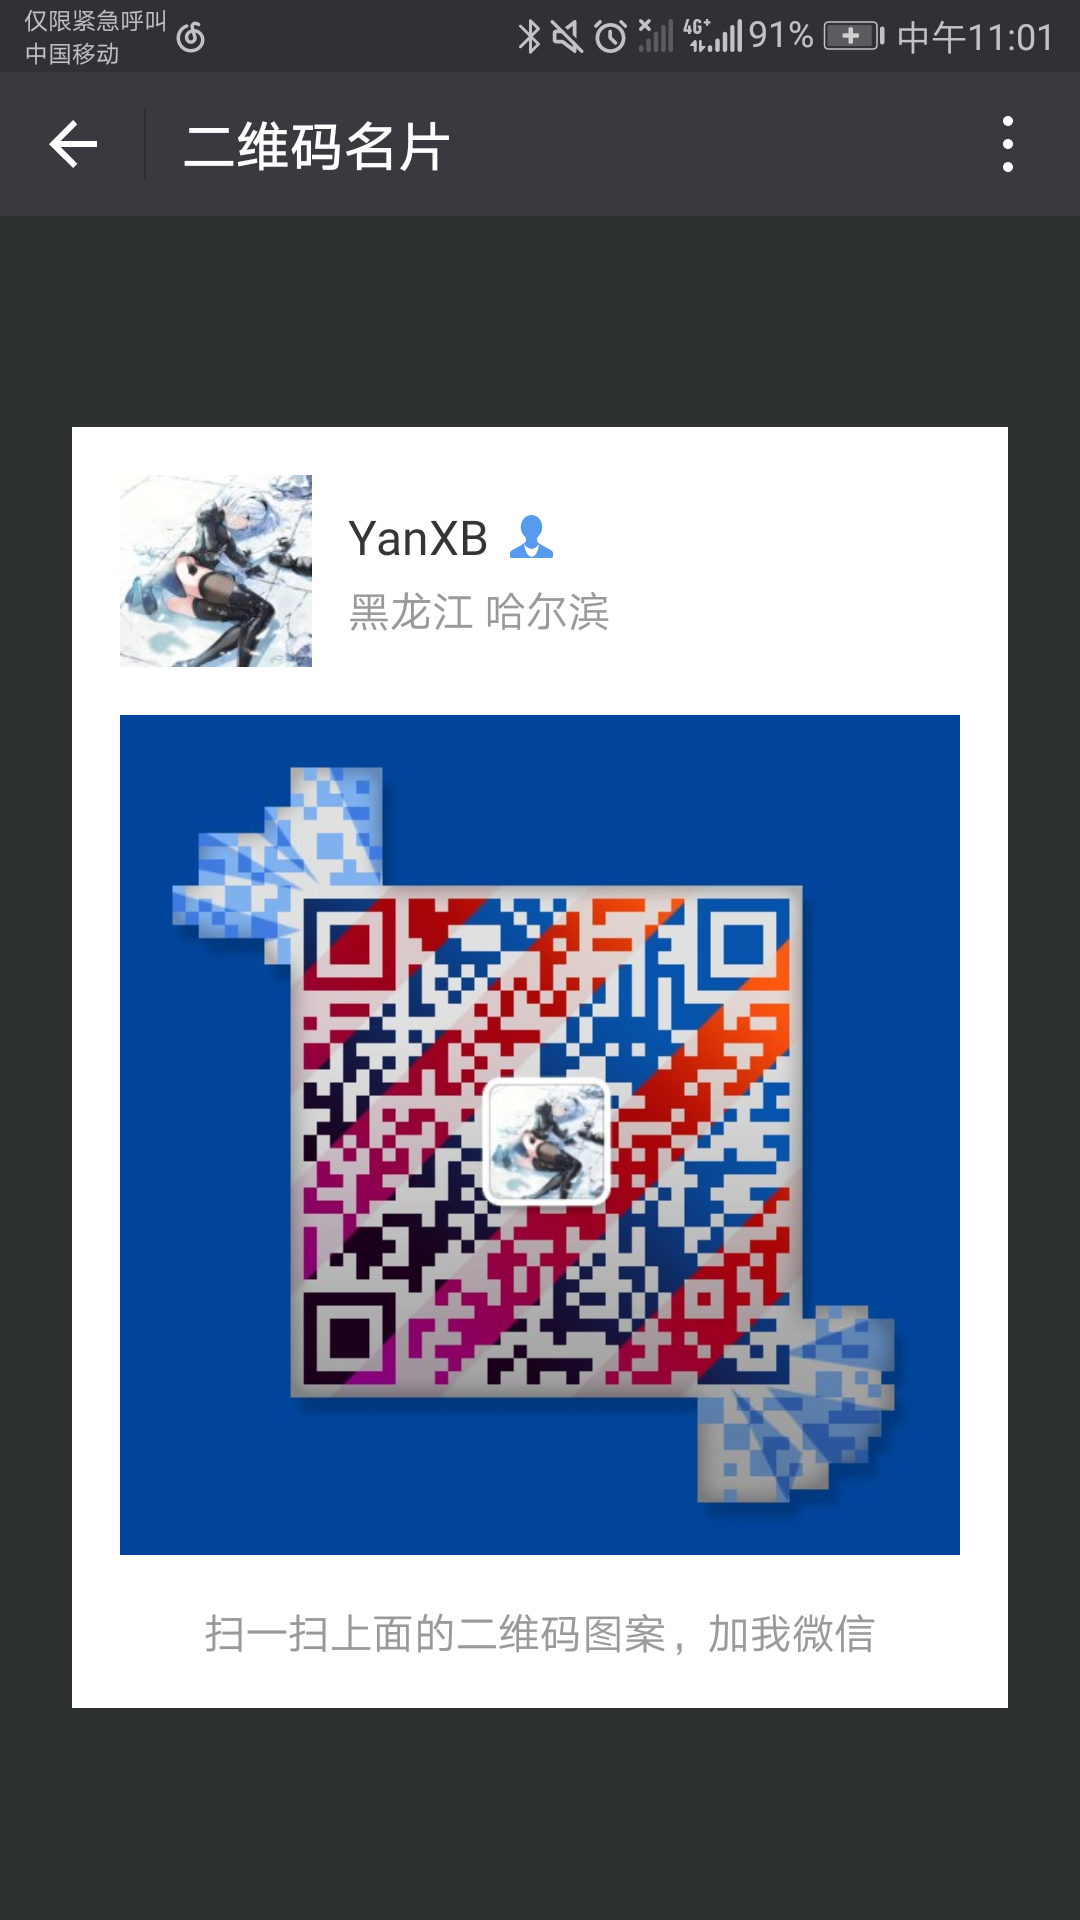 仅限紧急呼叫
中国移动
4G+ 91% 中午11:01
二维码名片
YanXB
黑龙江 哈尔滨
扫一扫上面的二维码图案，加我微信